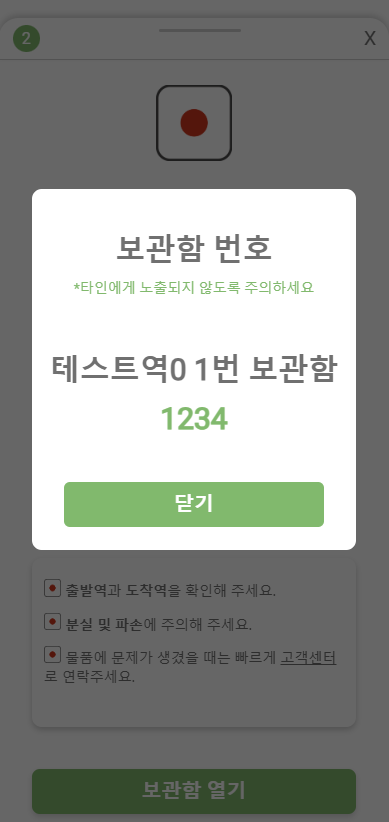 2
X
보관함 번호
*타인에게 노출되지 않도록 주의하세요
테스트역0 1번 보관함
1234
닫기
출발역과 도착역을 확인해 주세요.
분실 및 파손에 주의해 주세요.
물품에 문제가 생겼을 때는 빠르게 고객센터
로 연락주세요.
보관함 열기